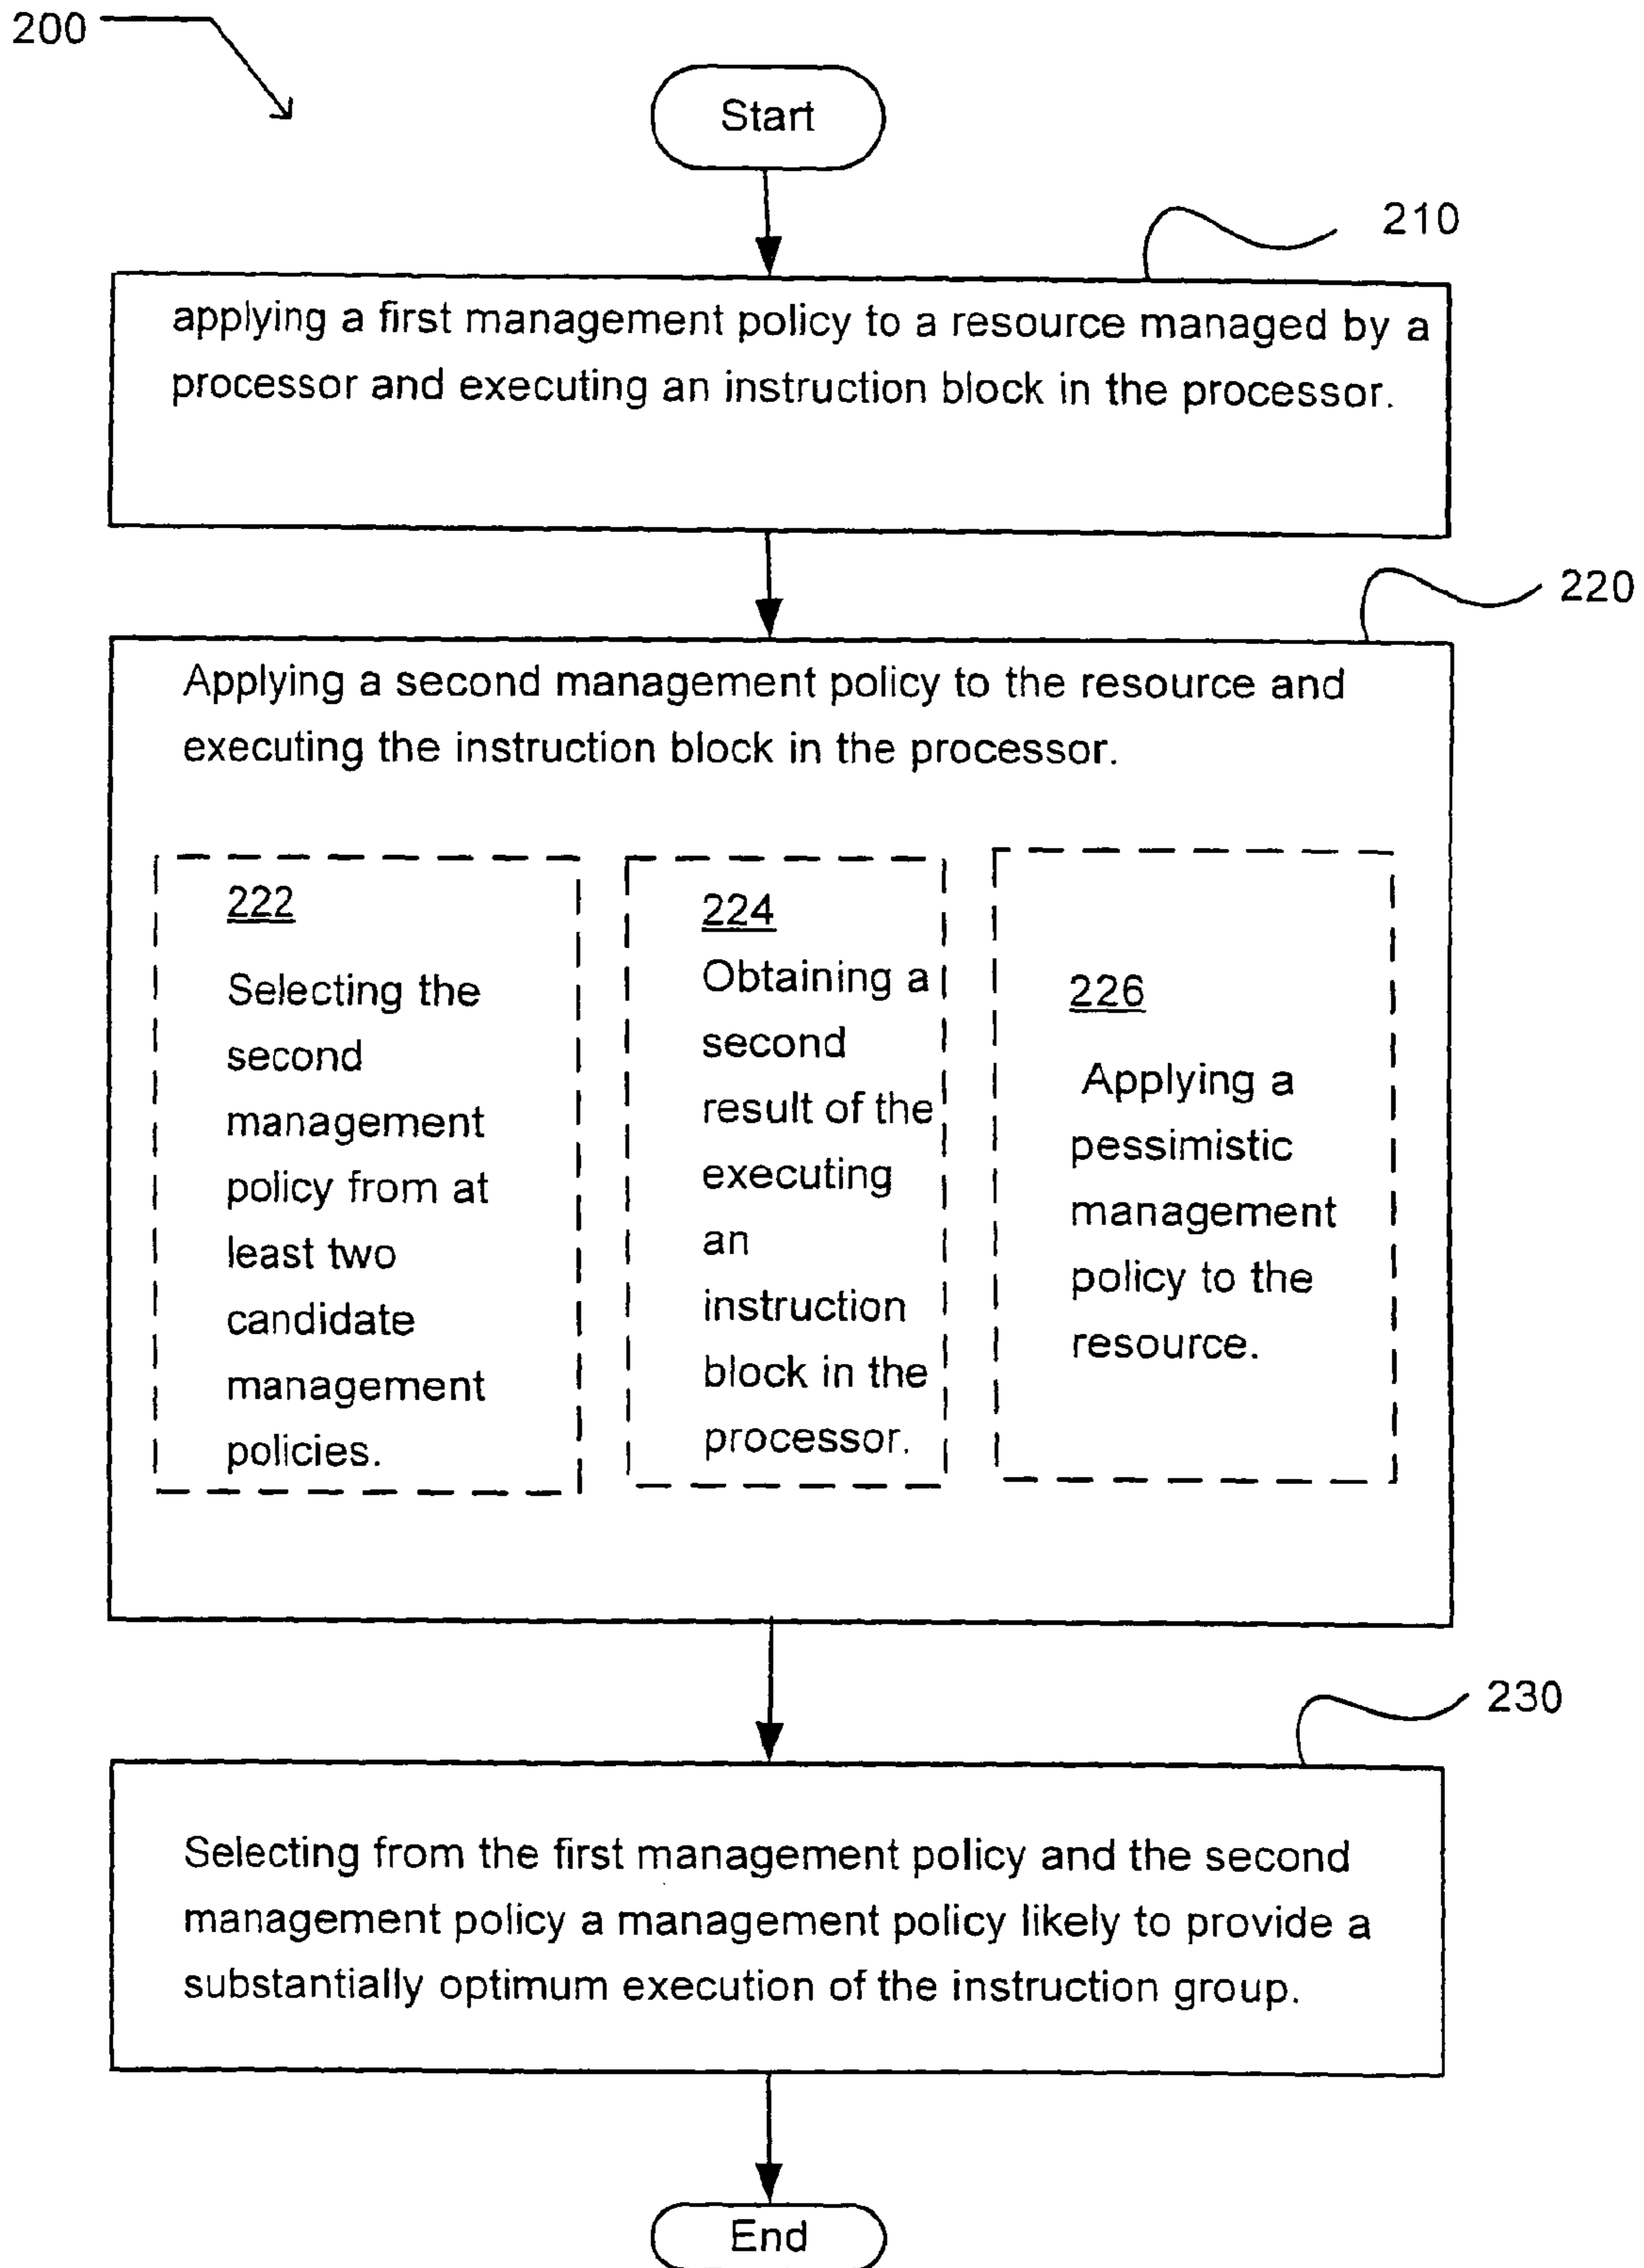 200
Start
210
applying a first management policy to a resource managed by a
processor and executing an instruction block in the processor.
220
Applying a second management policy to the resource and
executing the instruction block in the processor.
222
Selecting the
second
management
policy from at
least two
candidate
management
policies.
224
Obtaining a
second
result of the
executing
an
instruction
block in the
processor.
226
Applying a
pessimistic
management
policy to the
resource.
230
Selecting from the first management policy and the second
management policy a management policy likely to provide a
substantially optimum execution of the instruction group.
End